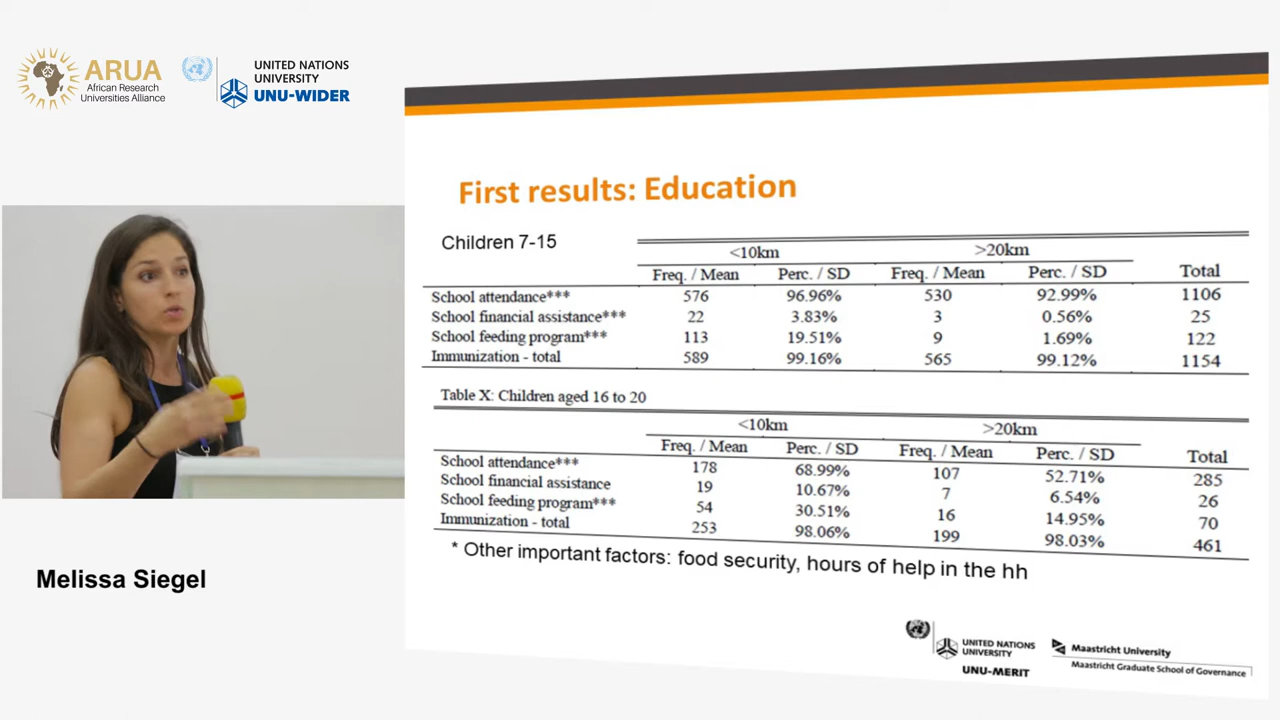 ARUA
African Research
Universities Alliance
UNITED NATIONS
UNIVERSITY
UNU-WIDER
First results: Education
Children 7-15
<10km >20km
Freq. / Mean Perc. / SD Freq. / Mean Perc. / SD Total
School attendance*** 576 96.96% 530 92.99% 1106
School financial assistance*** 22 3.83% 3 0.56% 25
School feeding program*** 113 19.51% 9 1.69% 122
Immunization - total 589 99.16% 565 99.12% 1154
Table X: Children aged 16 to 20
<10km >20km
Freq. / Mean Perc. / SD Freq. / Mean Perc. / SD Total
School attendance*** 178 68.99% 107 52.71% 285
School financial assistance 19 10.67% 7 6.54% 26
School feeding program*** 54 30.51% 16 14.95% 70
Immunization - total 253 98.06% 199 98.03% 461
* Other important factors: food security, hours of help in the hh
Melissa Siegel
UNITED NATIONS
UNIVERSITY
UNU-MERIT
Maastricht University
Maastricht Graduate School of Governance